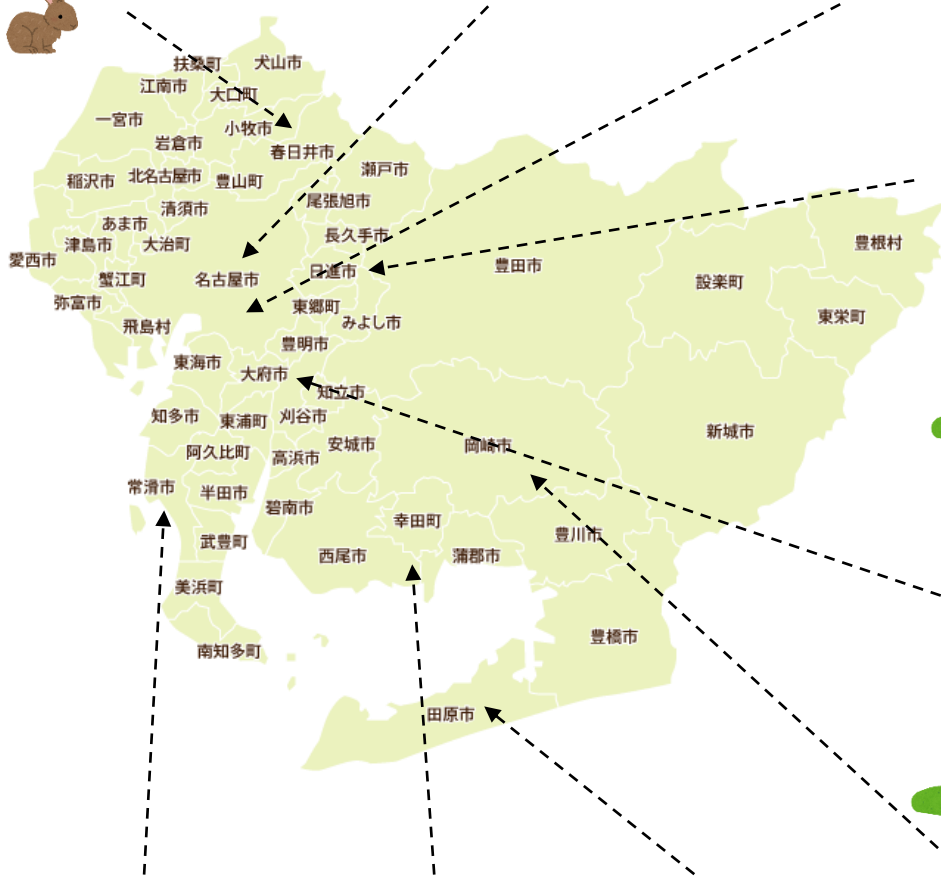 扶桑町
犬山市
江南市
大口町
一宮市
小牧市
岩倉市
春日井市
瀬戸市
稲沢市
北名古屋市
豊山町
尾張旭市
清須市
あま市
長久手市
津島市
大治町
愛西市
日進市
豊田市
豊根村
蟹江町
名古屋市
設楽町
弥富市
東郷町
みよし市
東栄町
飛島村
豊明市
東海市
大府市
知立市
知多市
東浦町
刈谷市
新城市
阿久比町
高浜市
安城市
岡崎市
常滑市
半田市
碧南市
幸田町
武豊町
西尾市
蒲郡市
豊川市
美浜町
南知多町
豊橋市
田原市